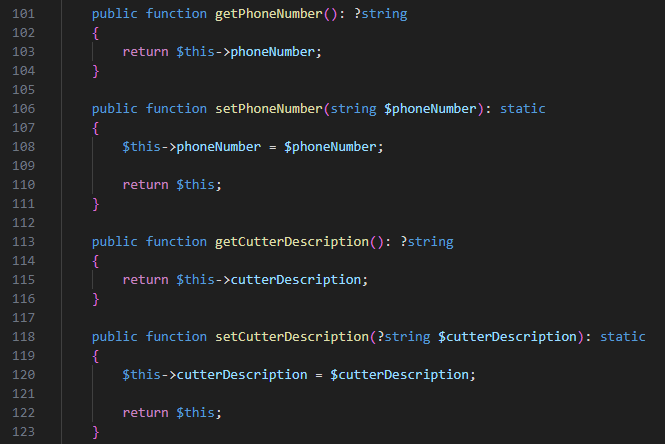 101 public function getPhoneNumber(): ?string
102 {
103 return $this->phoneNumber;
104 }
105
106 public function setPhoneNumber(string $phoneNumber): static
107 {
108 $this->phoneNumber = $phoneNumber;
109
110 return $this;
111 }
112
113 public function getCutterDescription(): ?string
114 {
115 return $this->cutterDescription;
116 }
117
118 public function setCutterDescription(?string $cutterDescription): static
119 {
120 $this->cutterDescription = $cutterDescription;
121
122 return $this;
123 }